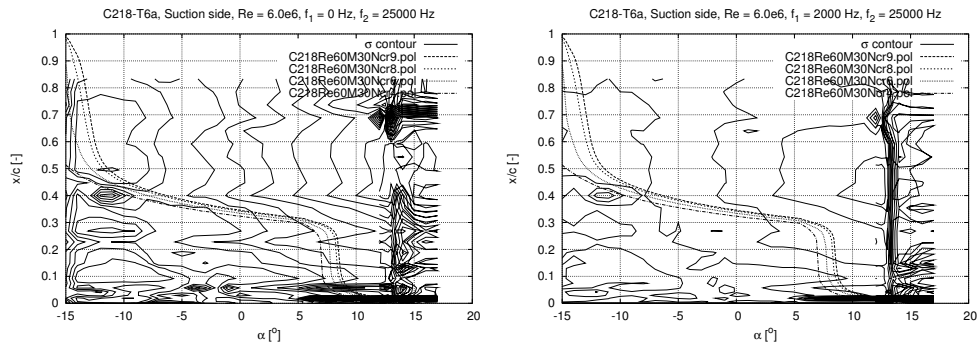 C218-T6a, Suction side, Re = 6.0e6, f1 = 0 Hz, f2 = 25000 Hz
σ contour
C218Re60M30Ncr9.pol
C218Re60M30Ncr8.pol
x/c [-]
1
0.9
0.8
0.7
0.6
0.5
0.4
0.3
0.2
0.1
0
-15 -10 -5 0 5 10 15 20
α [o]
C218-T6a, Suction side, Re = 6.0e6, f1 = 2000 Hz, f2 = 25000 Hz
σ contour
C218Re60M30Ncr9.pol
C218Re60M30Ncr8.pol
x/c [-]
1
0.9
0.8
0.7
0.6
0.5
0.4
0.3
0.2
0.1
0
-15 -10 -5 0 5 10 15 20
α [o]